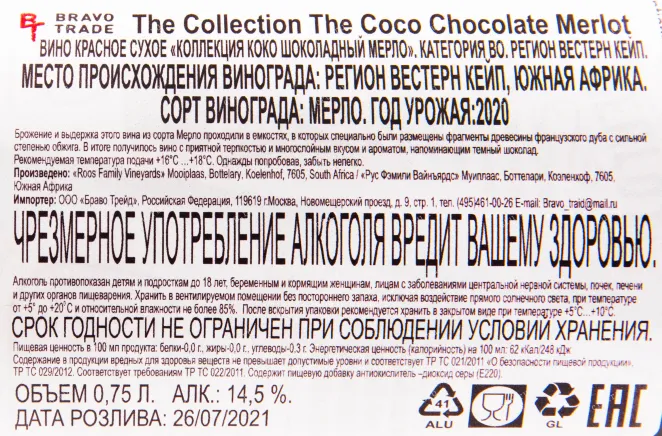 BT BRAVO TRADE The Collection The Coco Chocolate Merlot
ВИНО КРАСНОЕ СУХОЕ «КОЛЛЕКЦИЯ КОКО ШОКОЛАДНЫЙ МЕРЛО». КАТЕГОРИЯ ВО. РЕГИОН ВЕСТЕРН КЕЙП.
МЕСТО ПРОИСХОЖДЕНИЯ ВИНОГРАДА: РЕГИОН ВЕСТЕРН КЕЙП, ЮЖНАЯ АФРИКА.
СОРТ ВИНОГРАДА: МЕРЛО. ГОД УРОЖАЯ:2020
Брожение и выдержка этого вина из сорта Мерло проходили в емкостях, в которых специально были размещены фрагменты древесины французского дуба с сильной
степенью обжига. В итоге получилось вино с приятной терпкостью и многослойным вкусом и ароматом, напоминающим темный шоколад.
Рекомендуемая температура подачи +16°C ...+18°C. Однажды попробовав, забыть нелегко.
Произведено: «Roos Family Vineyards» Mooiplaas, Bottelary, Koelenhof, 7605, South Africa / «Рус Фэмили Вайнъярдс» Муиплаас, Боттелари, Коэленхоф, 7605,
Южная Африка
Импортер: ООО «Браво Трейд», Российская Федерация, 119619 г.Москва, Новомещерский проезд, д. 9, стр. 1, тел. (495)461-00-26 E-mail: Bravo_traid@mail.ru
ЧРЕЗМЕРНОЕ УПОТРЕБЛЕНИЕ АЛКОГОЛЯ ВРЕДИТ ВАШЕМУ ЗДОРОВЬЮ.
Алкоголь противопоказан детям и подросткам до 18 лет, беременным и кормящим женщинам, лицам с заболеваниями центральной нервной системы, почек, печени
и других органов пищеварения. Хранить в вентилируемом помещении без постороннего запаха, исключая воздействие прямого солнечного света, при температуре
от +5° до +20°C и относительной влажности не более 85%. После вскрытия упаковки рекомендуется хранить в закрытом виде при температуре +5°C...+10°C.
СРОК ГОДНОСТИ НЕ ОГРАНИЧЕН ПРИ СОБЛЮДЕНИИ УСЛОВИЙ ХРАНЕНИЯ.
Пищевая ценность в 100 мл продукта: белки-0,0 г., жиры-0,0 г., углеводы-0,3 г. Энергетическая ценность (калорийность) на 100 мл: 62 кКал/248 кДж
Содержание в продукции вредных для здоровья веществ не превышает допустимые уровни и соответствует ТР ТС 021/2011 «О безопасности пищевой продукции»,
ТР ТС 029/2012. Соответствует требованиям ТР ТС 022/2011. Содержит пищевую добавку антиокислитель –диоксид серы (Е220).
ОБЪЕМ 0,75 Л. АЛК.: 14,5 %.
ДАТА РОЗЛИВА: 26/07/2021
41
ALU
GL
EAC